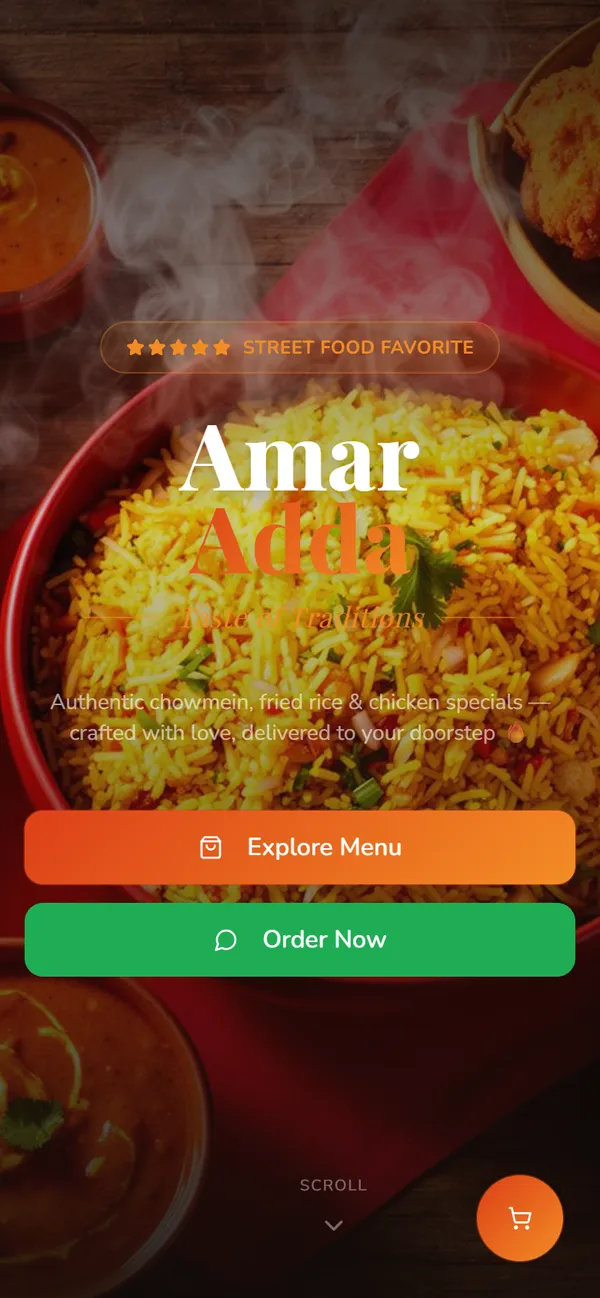 STREET FOOD FAVORITE
Amar
Adda
Taste of Traditions
Authentic chowmein, fried rice & chicken specials —
crafted with love, delivered to your doorstep 🔥
Explore Menu
Order Now
SCROLL